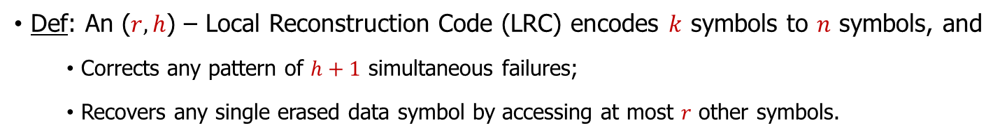 • Def: An (r, h) – Local Reconstruction Code (LRC) encodes k symbols to n symbols, and
• Corrects any pattern of h + 1 simultaneous failures;
• Recovers any single erased data symbol by accessing at most r other symbols.